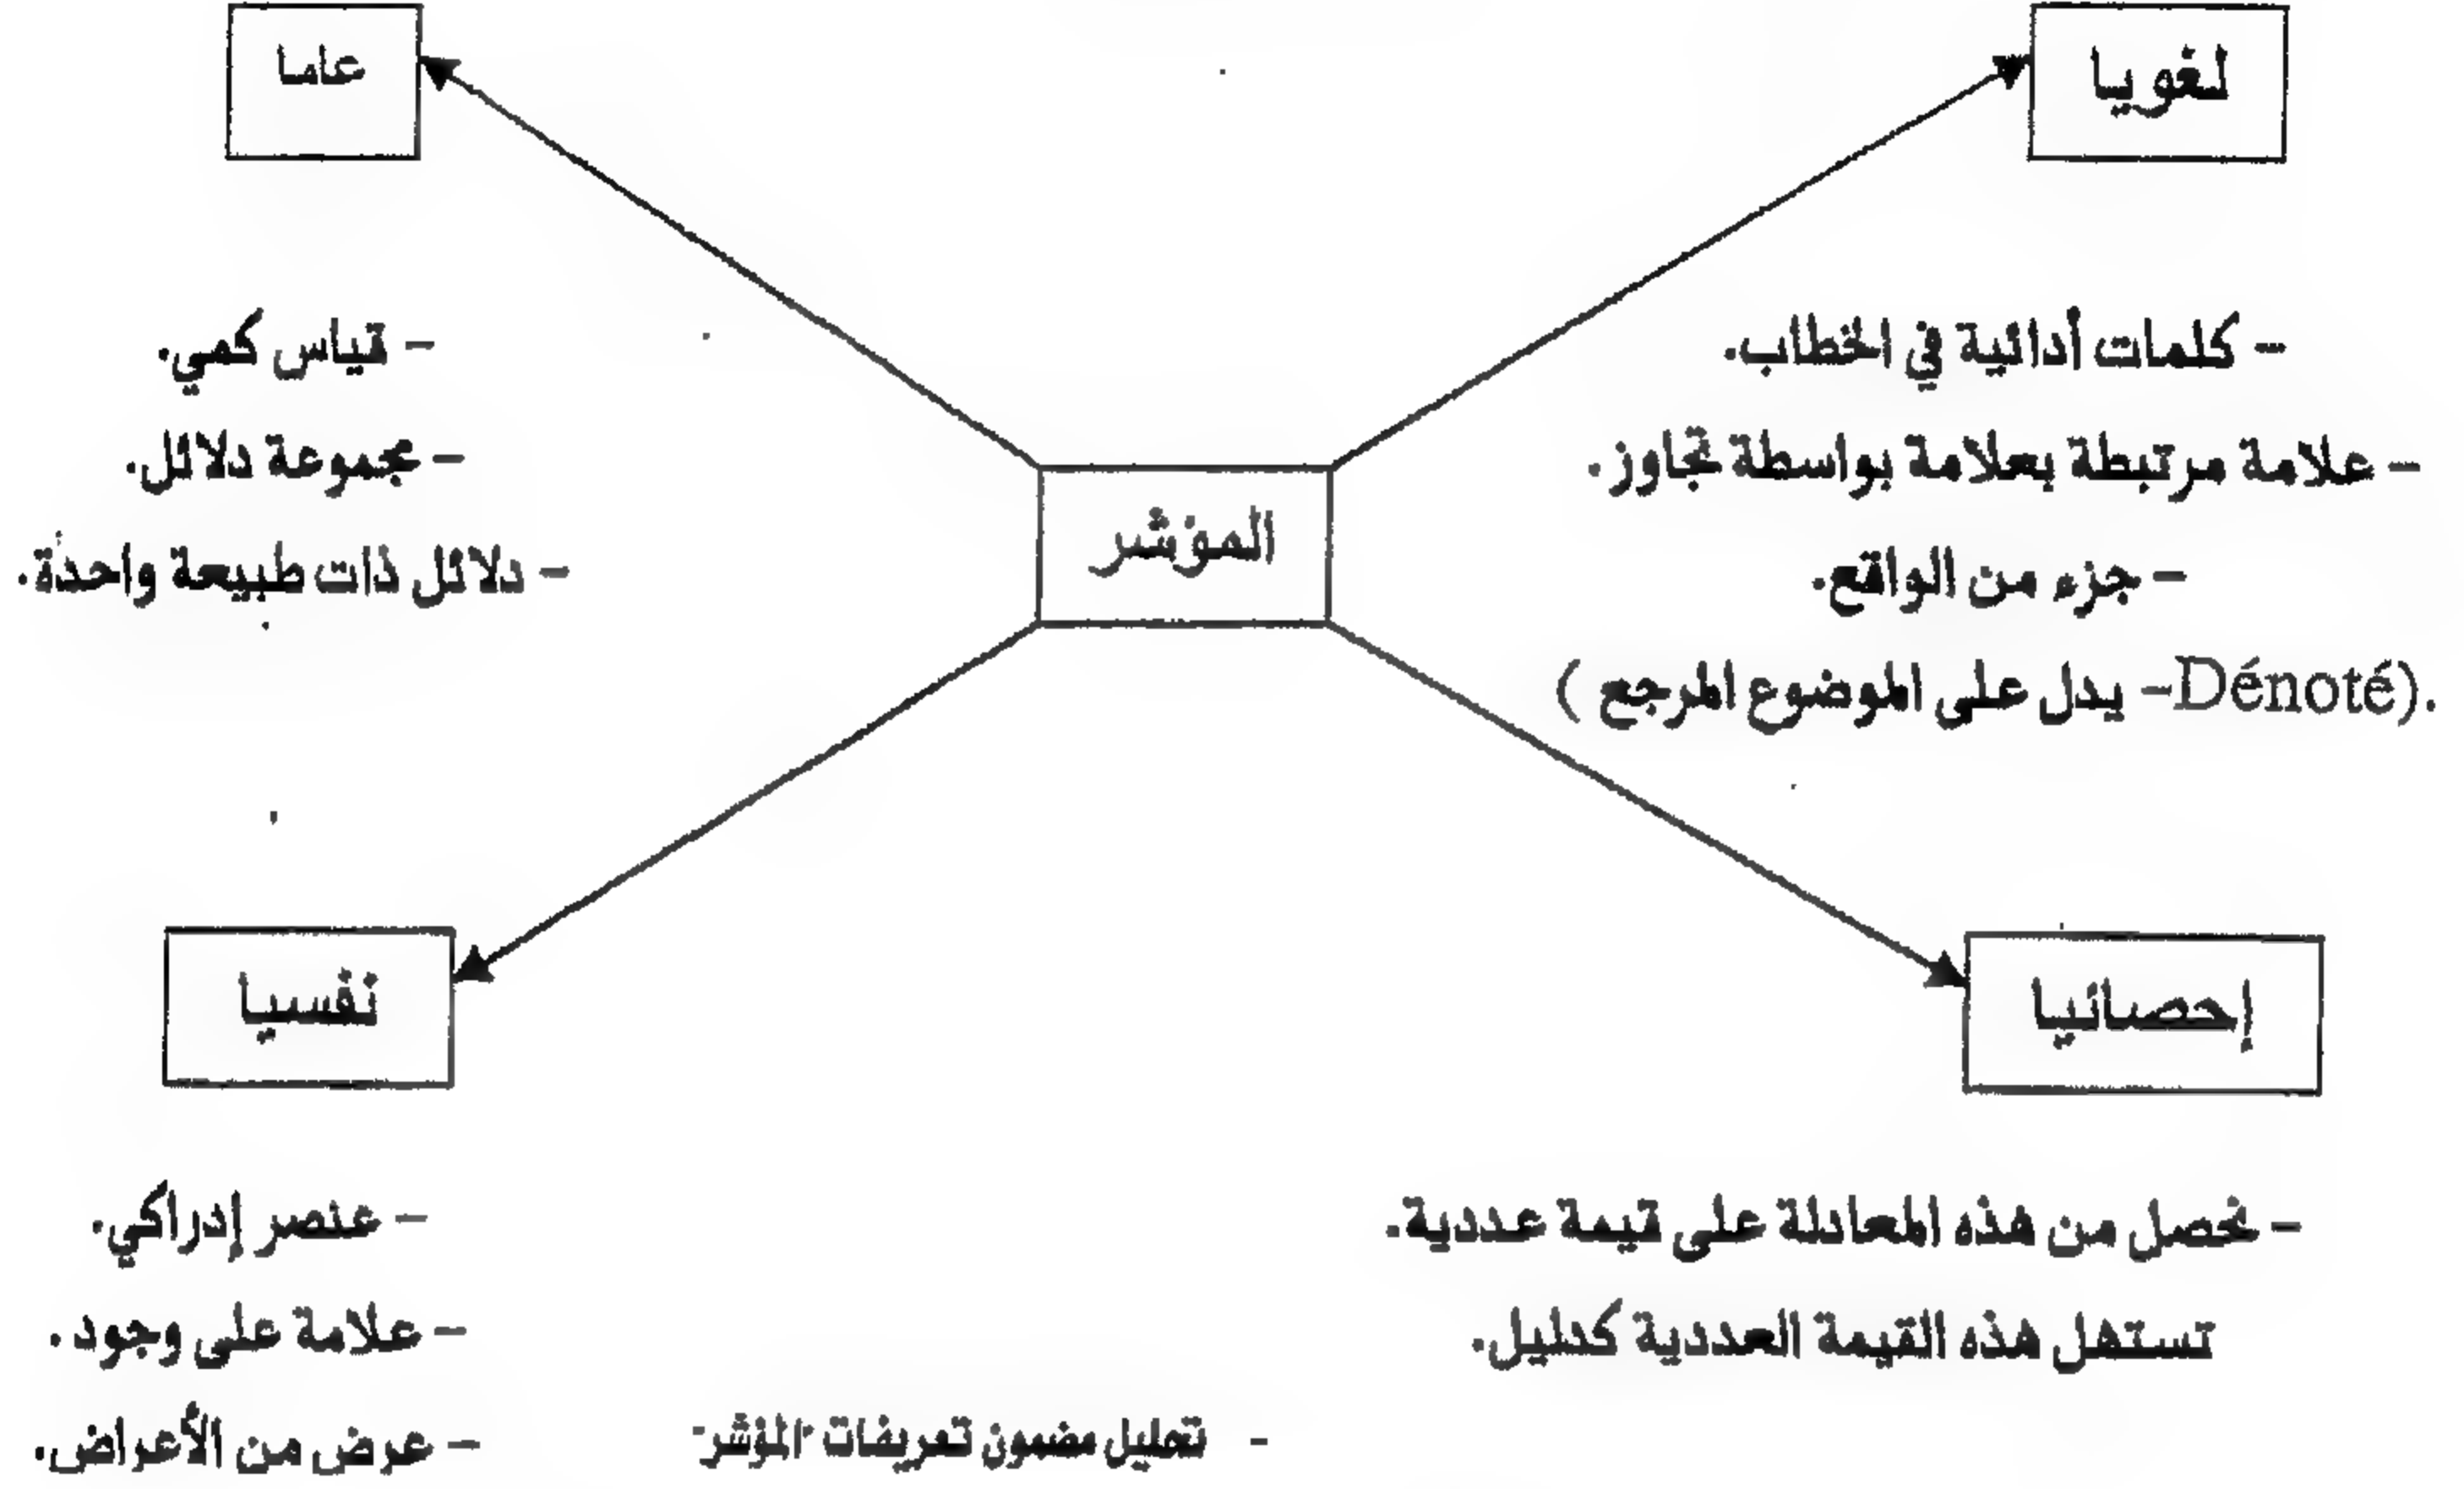 لغويا
عاما
- كلمات أدائية في الخطاب.
- علامة مرتبطة بعلامة بواسطة تجاوز.
- جزء من الواقع.
.(Dénoté- يدل على الموضوع المرجع )
- قياس كمي.
- مجموعة دلائل.
- دلائل ذات طبيعة واحدة.
المؤشر
إحصائيا
نفسيا
- نحصل من هذه المعادلة على قيمة عددية.
تستهل هذه القيمة العددية كدليل.
- عنصر إدراكي.
- علامة على وجود.
- عرض من الأعراض.
- تحليل مضمون تعريفات "المؤشر"